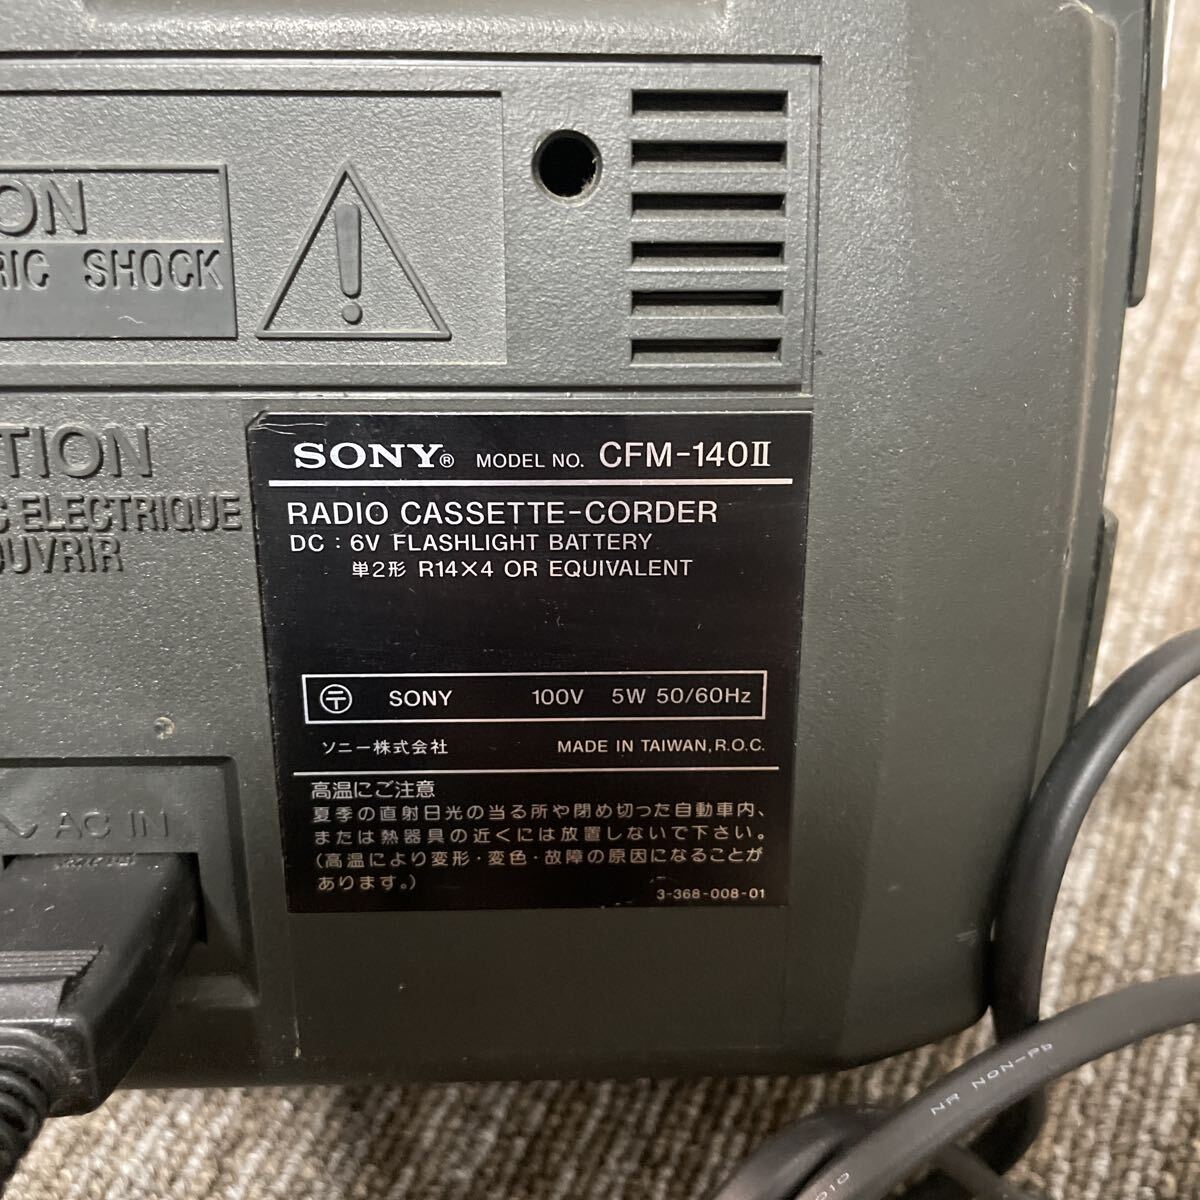 ON
RIC SHOCK
TION
C ELECTRIQUE
OUVRIR
AC IN
SONY® MODEL NO. CFM-140II
RADIO CASSETTE-CORDER
DC : 6V FLASHLIGHT BATTERY
単2形 R14×4 OR EQUIVALENT
〒 SONY 100V 5W 50/60Hz
ソニー株式会社 MADE IN TAIWAN, R.O.C.
高温にご注意
夏季の直射日光の当る所や閉め切った自動車内、
または熱器具の近くには放置しないで下さい。
(高温により変形・変色・故障の原因になることが
あります。)
3-368-008-01
NR NON-Pb